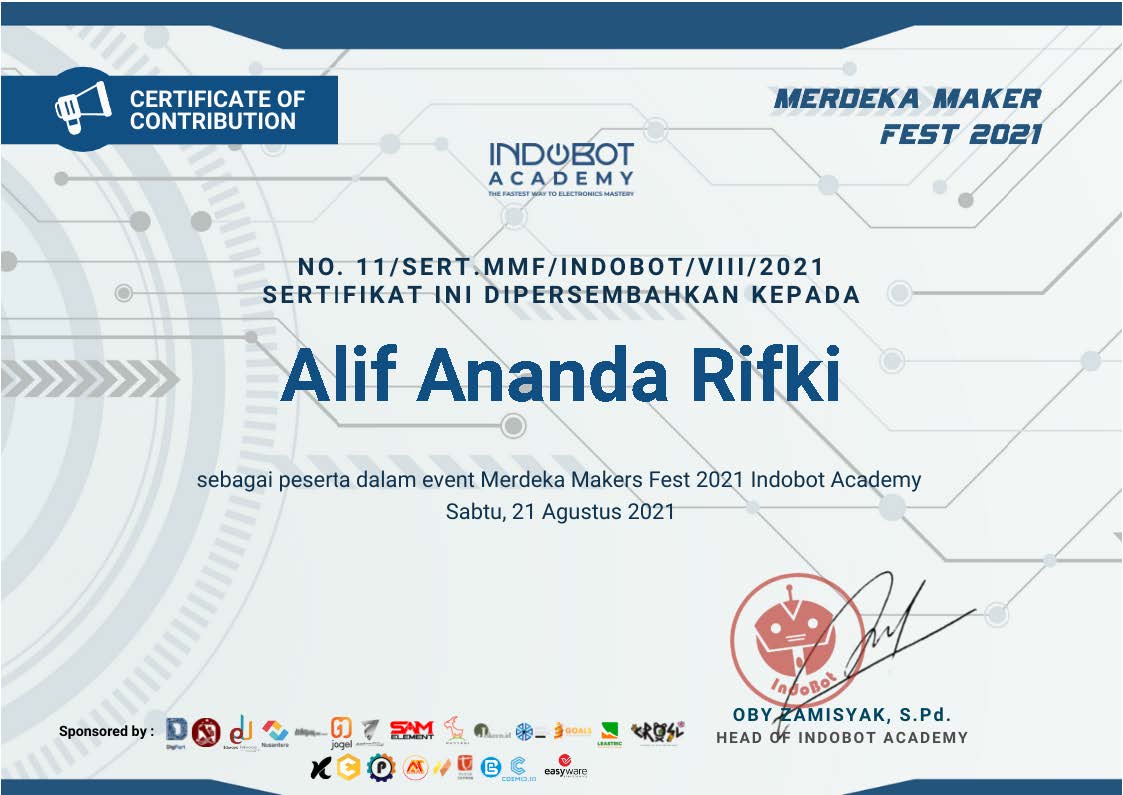 CERTIFICATE OF
CONTRIBUTION
MERDEKA MAKER
FEST 2021
INDOBOT
ACADEMY
THE FASTEST WAY TO ELECTRONICS MASTERY
NO. 11/SERT.MMF/INDOBOT/VIII/2021
SERTIFIKAT INI DIPERSEMBAHKAN KEPADA
Alif Ananda Rifki
sebagai peserta dalam event Merdeka Makers Fest 2021 Indobot Academy
Sabtu, 21 Agustus 2021
IndoBot
OBY ZAMISYAK, S.Pd.
HEAD OF INDOBOT ACADEMY
Sponsored by :
DigiPart
Nusantara
jogel
SAM
ELEMENT
GOALS
LEASTRIC
KROSL
COSMIC.ID
easyware